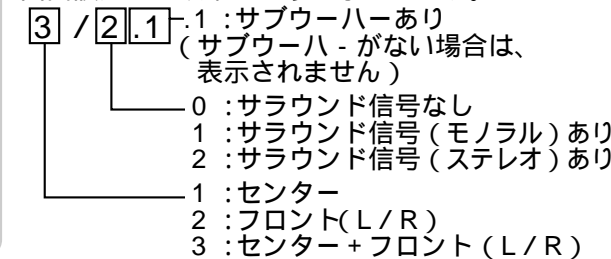 3 / 2 .1 .1 :サブウーハーあり
(サブウーハ-がない場合は、
表示されません)
0 :サラウンド信号なし
1 :サラウンド信号(モノラル)あり
2 :サラウンド信号(ステレオ)あり
1 :センター
2 :フロント(L/R)
3 :センター+フロント(L/R)